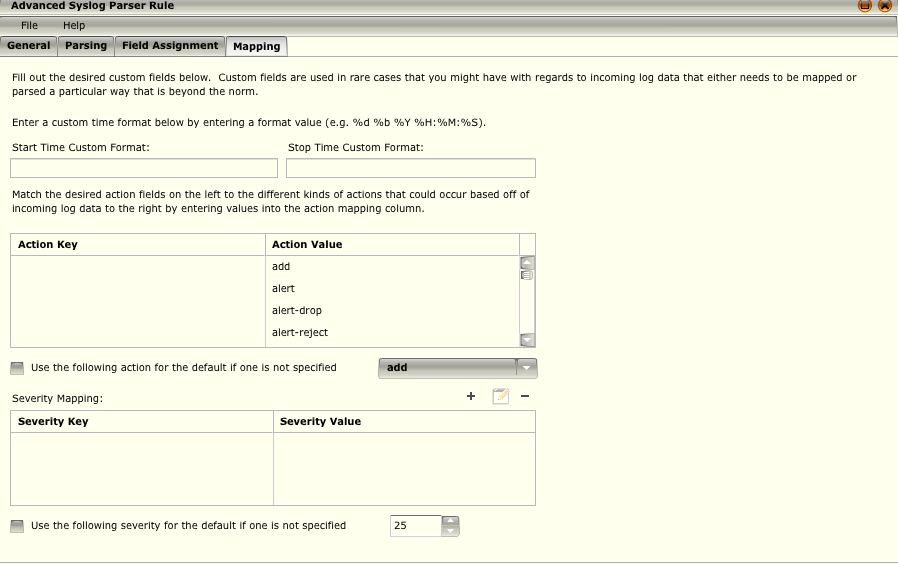 Advanced Syslog Parser Rule
File Help
General Parsing Field Assignment Mapping
Fill out the desired custom fields below. Custom fields are used in rare cases that you might have with regards to incoming log data that either needs to be mapped or
parsed a particular way that is beyond the norm.
Enter a custom time format below by entering a format value (e.g. %d %b %Y %H:%M:%S).
Start Time Custom Format: Stop Time Custom Format:
Match the desired action fields on the left to the different kinds of actions that could occur based off of
incoming log data to the right by entering values into the action mapping column.
Action Key Action Value
add
alert
alert-drop
alert-reject
Use the following action for the default if one is not specified add
Severity Mapping:
Severity Key Severity Value
Use the following severity for the default if one is not specified 25